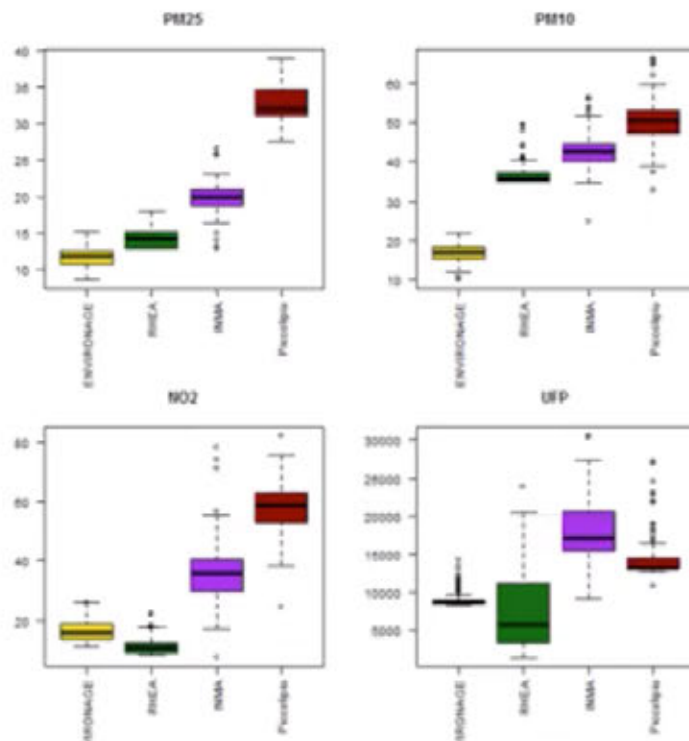 PM25
PM10
40
35
30
25
20
15
10
60
50
40
30
20
10
ENVIRONAGE
RHEA
INMA
Piccolipiu
ENVIRONAGE
RHEA
INMA
Piccolipiu
NO2
UFP
80
60
40
20
30000
25000
20000
15000
10000
5000
VIRONAGE
RHEA
INMA
Piccolipiu
VIRONAGE
RHEA
INMA
Piccolipiu